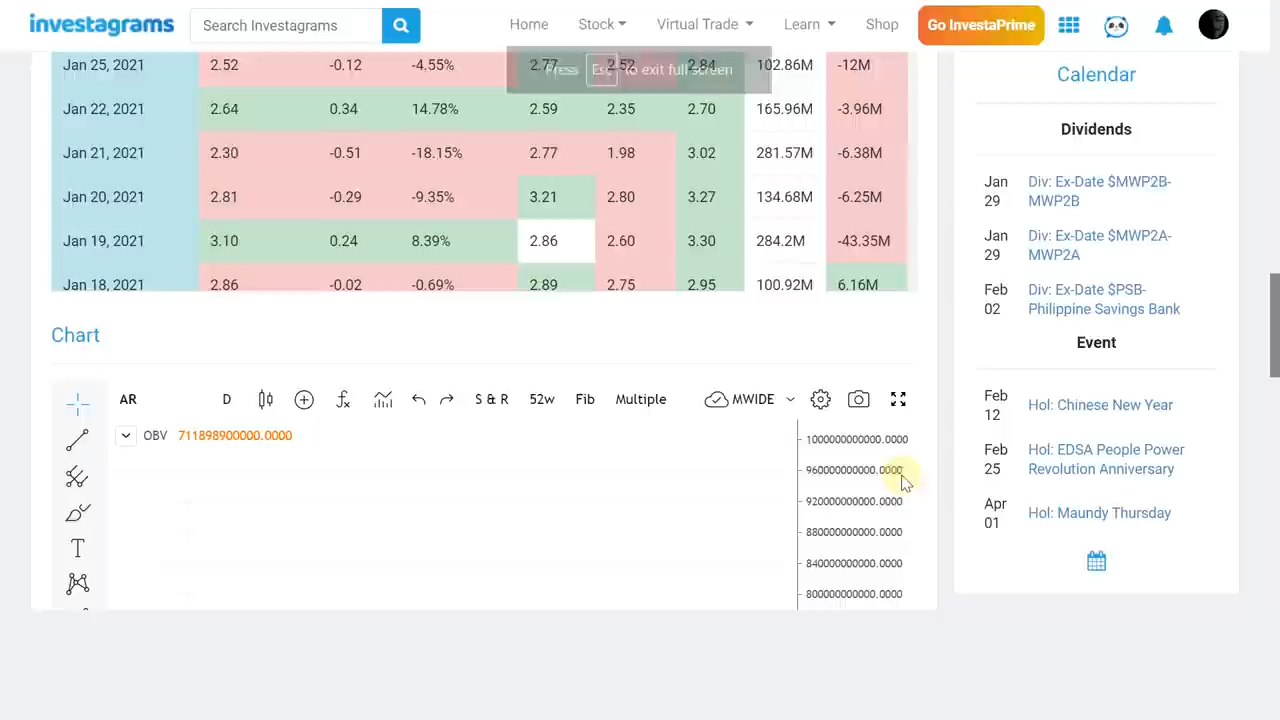 investagrams Search Investagrams Home Stock Virtual Trade Learn Shop Go InvestaPrime
Press Esc to exit full screen
Jan 25, 2021 2.52 -0.12 -4.55% 2.77 2.52 2.84 102.86M -12M
Jan 22, 2021 2.64 0.34 14.78% 2.59 2.35 2.70 165.96M -3.96M
Jan 21, 2021 2.30 -0.51 -18.15% 2.77 1.98 3.02 281.57M -6.38M
Jan 20, 2021 2.81 -0.29 -9.35% 3.21 2.80 3.27 134.68M -6.25M
Jan 19, 2021 3.10 0.24 8.39% 2.86 2.60 3.30 284.2M -43.35M
Jan 18, 2021 2.86 -0.02 -0.69% 2.89 2.75 2.95 100.92M 6.16M
Chart
AR D S & R 52w Fib Multiple MWIDE
OBV 711898900000.0000
1000000000000.0000
960000000000.0000
920000000000.0000
880000000000.0000
840000000000.0000
800000000000.0000
Calendar
Dividends
Jan 29 Div: Ex-Date $MWP2B-
MWP2B
Jan 29 Div: Ex-Date $MWP2A-
MWP2A
Feb 02 Div: Ex-Date $PSB-
Philippine Savings Bank
Event
Feb 12 Hol: Chinese New Year
Feb 25 Hol: EDSA People Power
Revolution Anniversary
Apr 01 Hol: Maundy Thursday